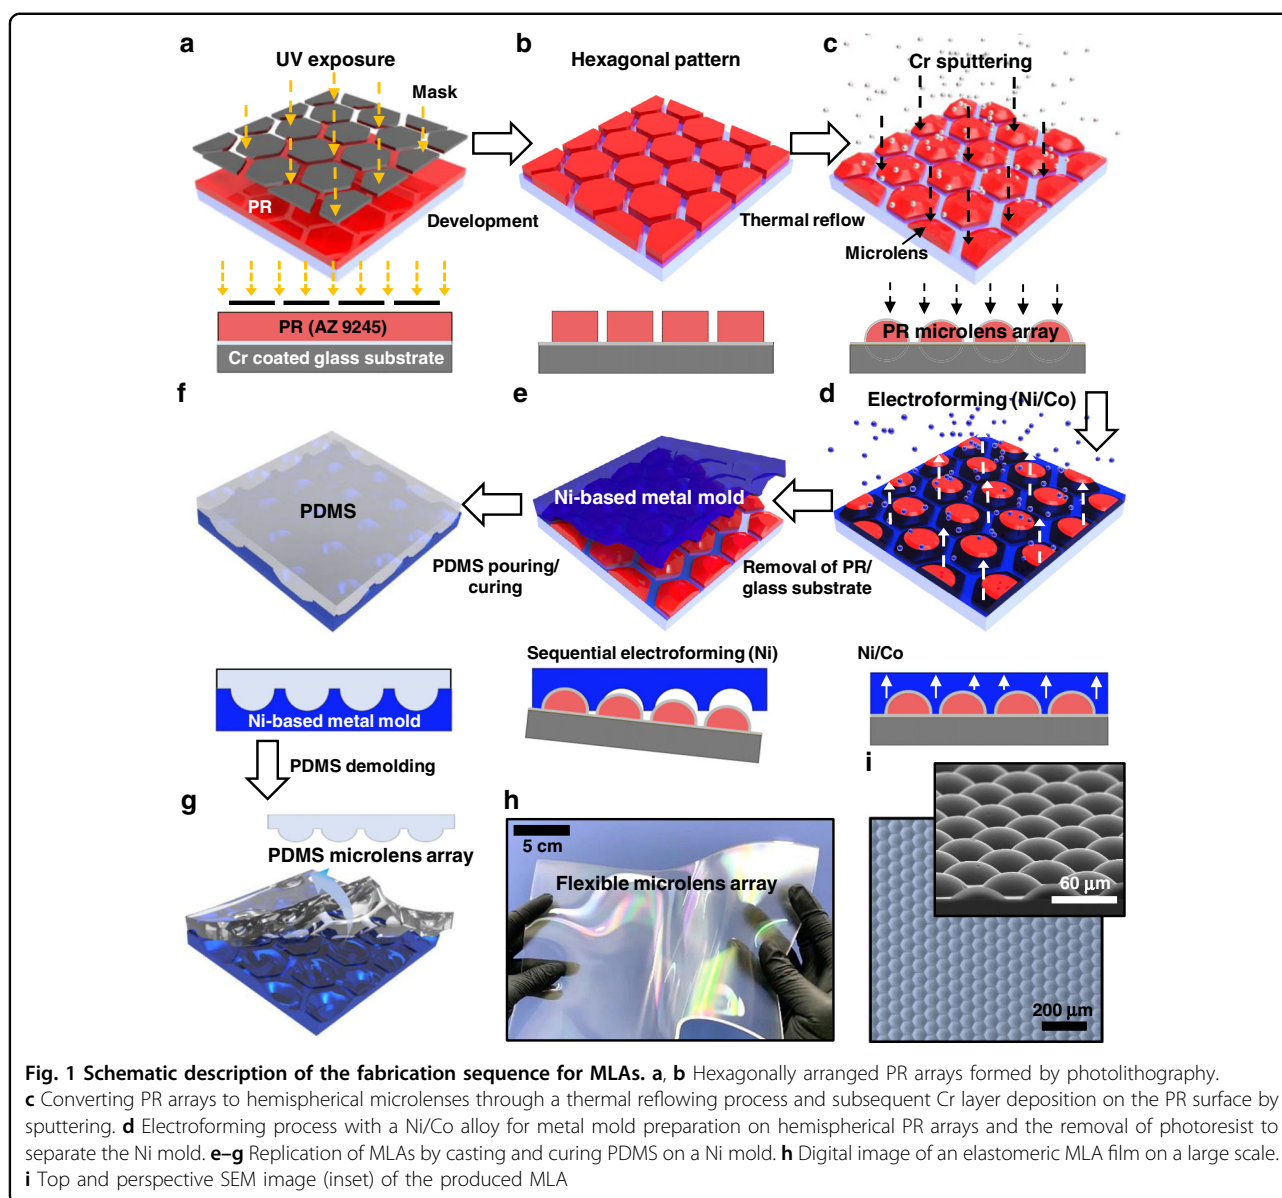 a
UV exposure
Mask
PR
PR (AZ 9245)
Cr coated glass substrate
Development
b
Hexagonal pattern
Thermal reflow
c
Cr sputtering
Microlens
PR microlens array
d
Electroforming (Ni/Co)
Ni/Co
Removal of PR/
glass substrate
e
Ni-based metal mold
Sequential electroforming (Ni)
PDMS pouring/
curing
f
PDMS
Ni-based metal mold
PDMS demolding
g
PDMS microlens array
h
5 cm
Flexible microlens array
i
60 μm
200 μm
Fig. 1 Schematic description of the fabrication sequence for MLAs. a, b Hexagonally arranged PR arrays formed by photolithography.
c Converting PR arrays to hemispherical microlenses through a thermal reflowing process and subsequent Cr layer deposition on the PR surface by
sputtering. d Electroforming process with a Ni/Co alloy for metal mold preparation on hemispherical PR arrays and the removal of photoresist to
separate the Ni mold. e–g Replication of MLAs by casting and curing PDMS on a Ni mold. h Digital image of an elastomeric MLA film on a large scale.
i Top and perspective SEM image (inset) of the produced MLA